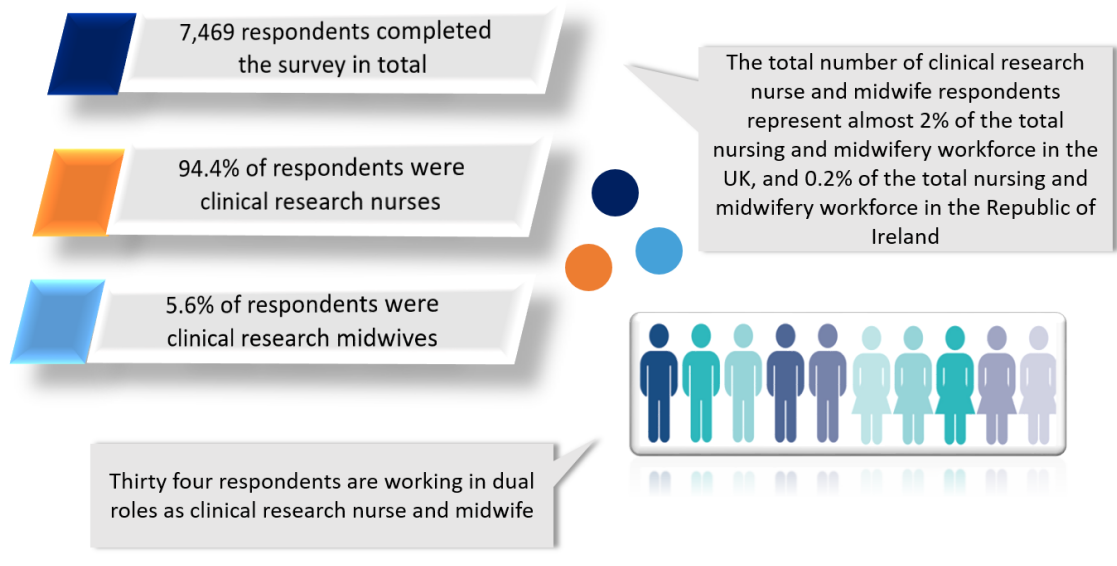 7,469 respondents completed
the survey in total
94.4% of respondents were
clinical research nurses
5.6% of respondents were
clinical research midwives
The total number of clinical research
nurse and midwife respondents
represent almost 2% of the total
nursing and midwifery workforce in the
UK, and 0.2% of the total nursing and
midwifery workforce in the Republic of
Ireland
Thirty four respondents are working in dual
roles as clinical research nurse and midwife